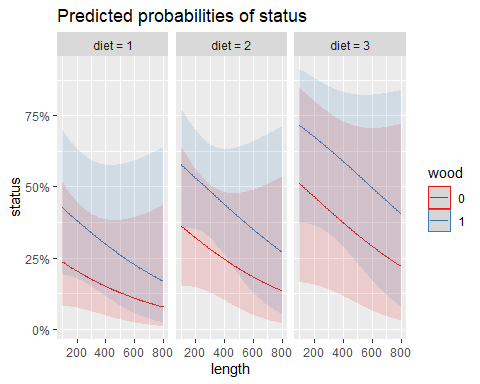 Predicted probabilities of status
diet = 1 diet = 2 diet = 3
75%
50%
25%
0%
status
200 400 600 800 200 400 600 800 200 400 600 800
length
wood
0
1